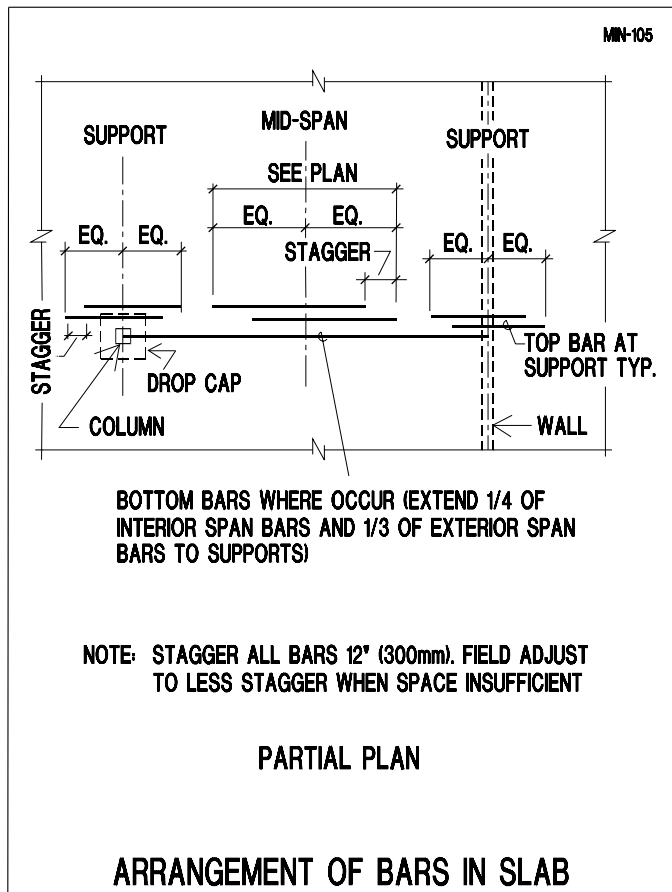 MIN-105
SUPPORT
MID-SPAN
SUPPORT
SEE PLAN
EQ.
EQ.
EQ.
EQ.
STAGGER
EQ.
EQ.
STAGGER
DROP CAP
TOP BAR AT
SUPPORT TYP.
COLUMN
WALL
BOTTOM BARS WHERE OCCUR (EXTEND 1/4 OF
INTERIOR SPAN BARS AND 1/3 OF EXTERIOR SPAN
BARS TO SUPPORTS)
NOTE: STAGGER ALL BARS 12" (300mm). FIELD ADJUST
TO LESS STAGGER WHEN SPACE INSUFFICIENT
PARTIAL PLAN
ARRANGEMENT OF BARS IN SLAB